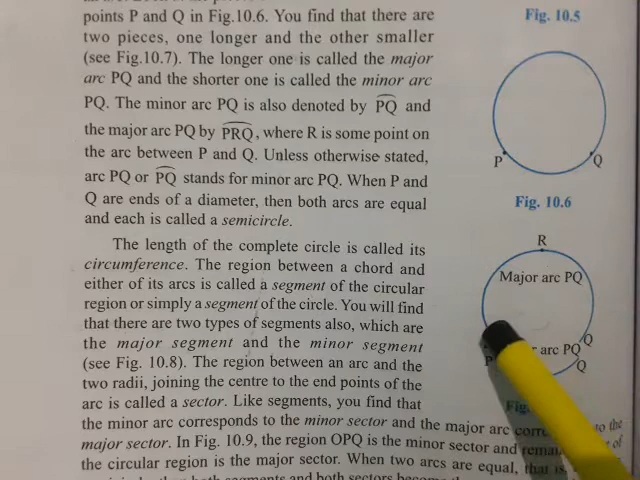 points P and Q in Fig.10.6. You find that there are
two pieces, one longer and the other smaller
(see Fig.10.7). The longer one is called the major
arc PQ and the shorter one is called the minor arc
PQ. The minor arc PQ is also denoted by PQ and
the major arc PQ by PRQ, where R is some point on
the arc between P and Q. Unless otherwise stated,
arc PQ or PQ stands for minor arc PQ. When P and
Q are ends of a diameter, then both arcs are equal
and each is called a semicircle.
The length of the complete circle is called its
circumference. The region between a chord and
either of its arcs is called a segment of the circular
region or simply a segment of the circle. You will find
that there are two types of segments also, which are
the major segment and the minor segment
(see Fig. 10.8). The region between an arc and the
two radii, joining the centre to the end points of the
arc is called a sector. Like segments, you find that
the minor arc corresponds to the minor sector and the major arc to the
major sector. In Fig. 10.9, the region OPQ is the minor sector and of
the circular region is the major sector. When two arcs are equal, that is,
Fig. 10.5
P Q
Fig. 10.6
R
Major arc PQ
Q
P arc PQ
Q